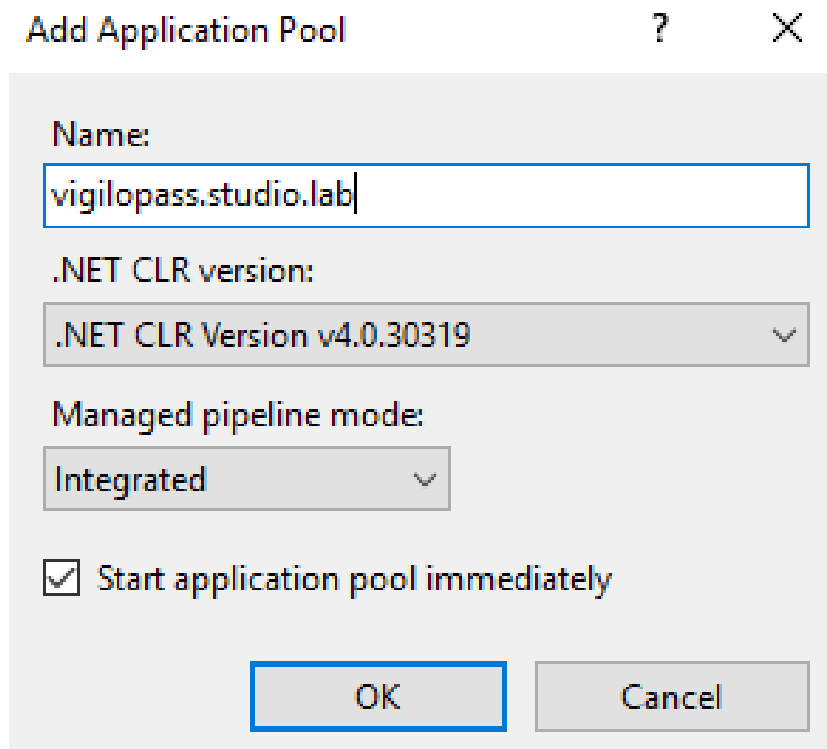 Add Application Pool ?
Name:
vigilopass.studio.lab
.NET CLR version:
.NET CLR Version v4.0.30319
Managed pipeline mode:
Integrated
Start application pool immediately
OK Cancel